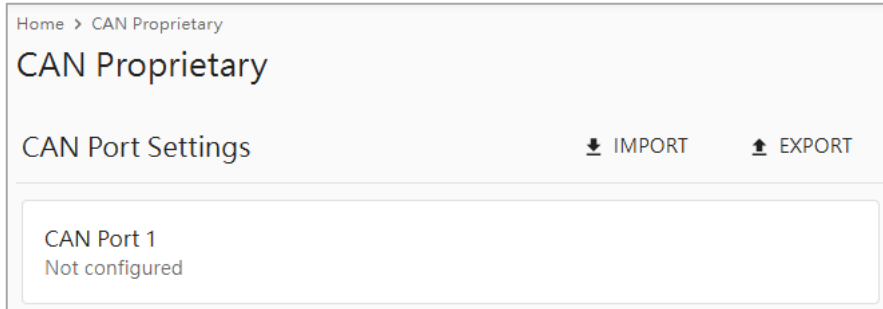 Home > CAN Proprietary
CAN Proprietary
CAN Port Settings IMPORT EXPORT
CAN Port 1
Not configured